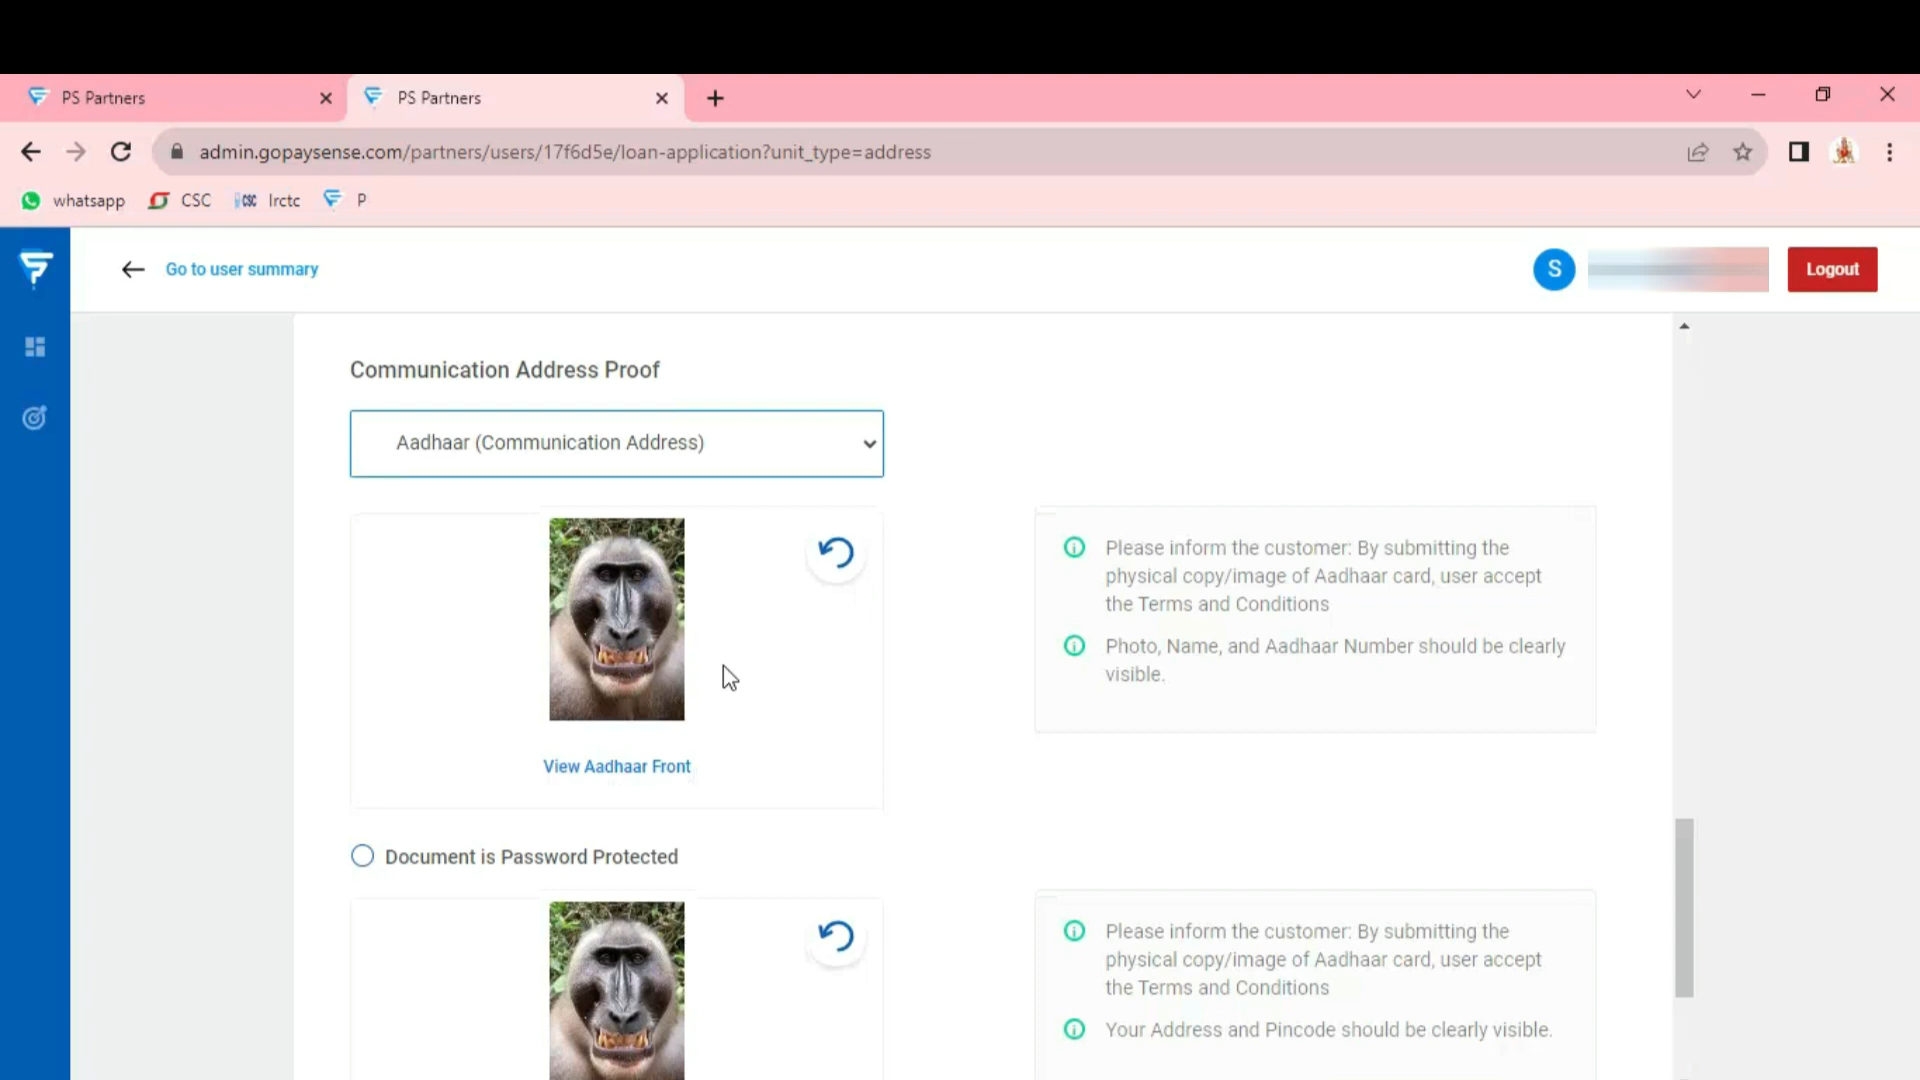 PS Partners
PS Partners
admin.gopaysense.com/partners/users/17f6d5e/loan-application?unit_type=address
whatsapp
CSC
CSC
Irctc
P
Go to user summary
S
Logout
Communication Address Proof
Aadhaar (Communication Address)
Please inform the customer: By submitting the
physical copy/image of Aadhaar card, user accept
the Terms and Conditions
Photo, Name, and Aadhaar Number should be clearly
visible.
View Aadhaar Front
Document is Password Protected
Please inform the customer: By submitting the
physical copy/image of Aadhaar card, user accept
the Terms and Conditions
Your Address and Pincode should be clearly visible.